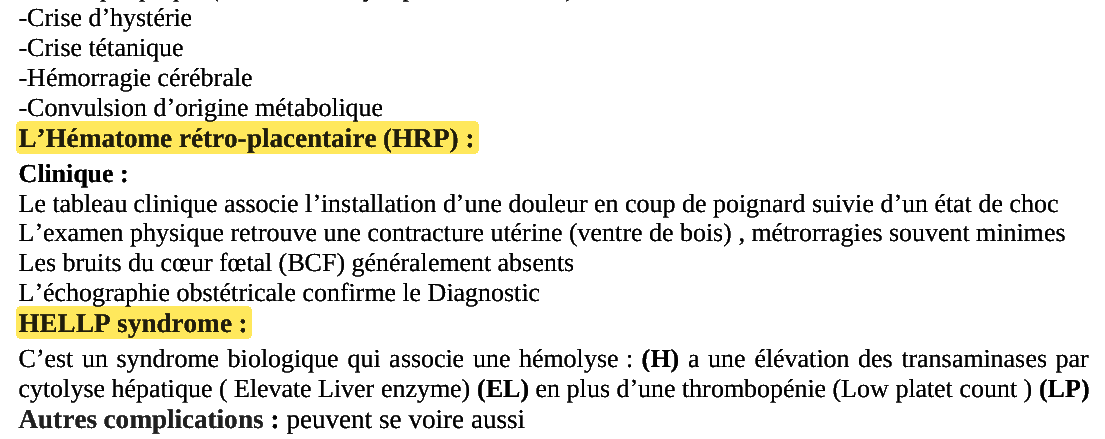 -Crise d’hystérie
-Crise tétanique
-Hémorragie cérébrale
-Convulsion d’origine métabolique
L’Hématome rétro-placentaire (HRP) :
Clinique :
Le tableau clinique associe l’installation d’une douleur en coup de poignard suivie d’un état de choc
L’examen physique retrouve une contracture utérine (ventre de bois) , métrorragies souvent minimes
Les bruits du cœur fœtal (BCF) généralement absents
L’échographie obstétricale confirme le Diagnostic
HELLP syndrome :
C’est un syndrome biologique qui associe une hémolyse : (H) a une élévation des transaminases par
cytolyse hépatique ( Elevate Liver enzyme) (EL) en plus d’une thrombopénie (Low platet count ) (LP)
Autres complications : peuvent se voire aussi